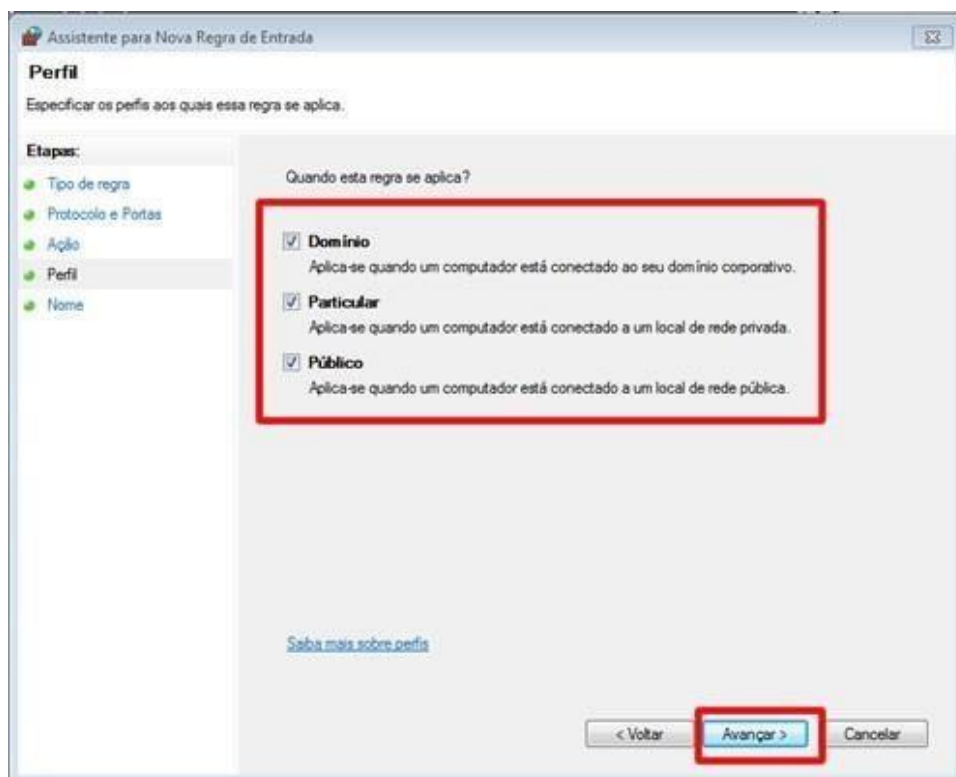 Assistente para Nova Regra de Entrada
Perfil
Especificar os perfis aos quais essa regra se aplica.
Etapas:
Tipo de regra
Protocolo e Portas
Ação
Perfil
Nome
Quando esta regra se aplica?
Domínio
Aplica-se quando um computador está conectado ao seu domínio corporativo.
Particular
Aplica-se quando um computador está conectado a um local de rede privada.
Público
Aplica-se quando um computador está conectado a um local de rede pública.
Saiba mais sobre perfis
< Voltar
Avançar >
Cancelar